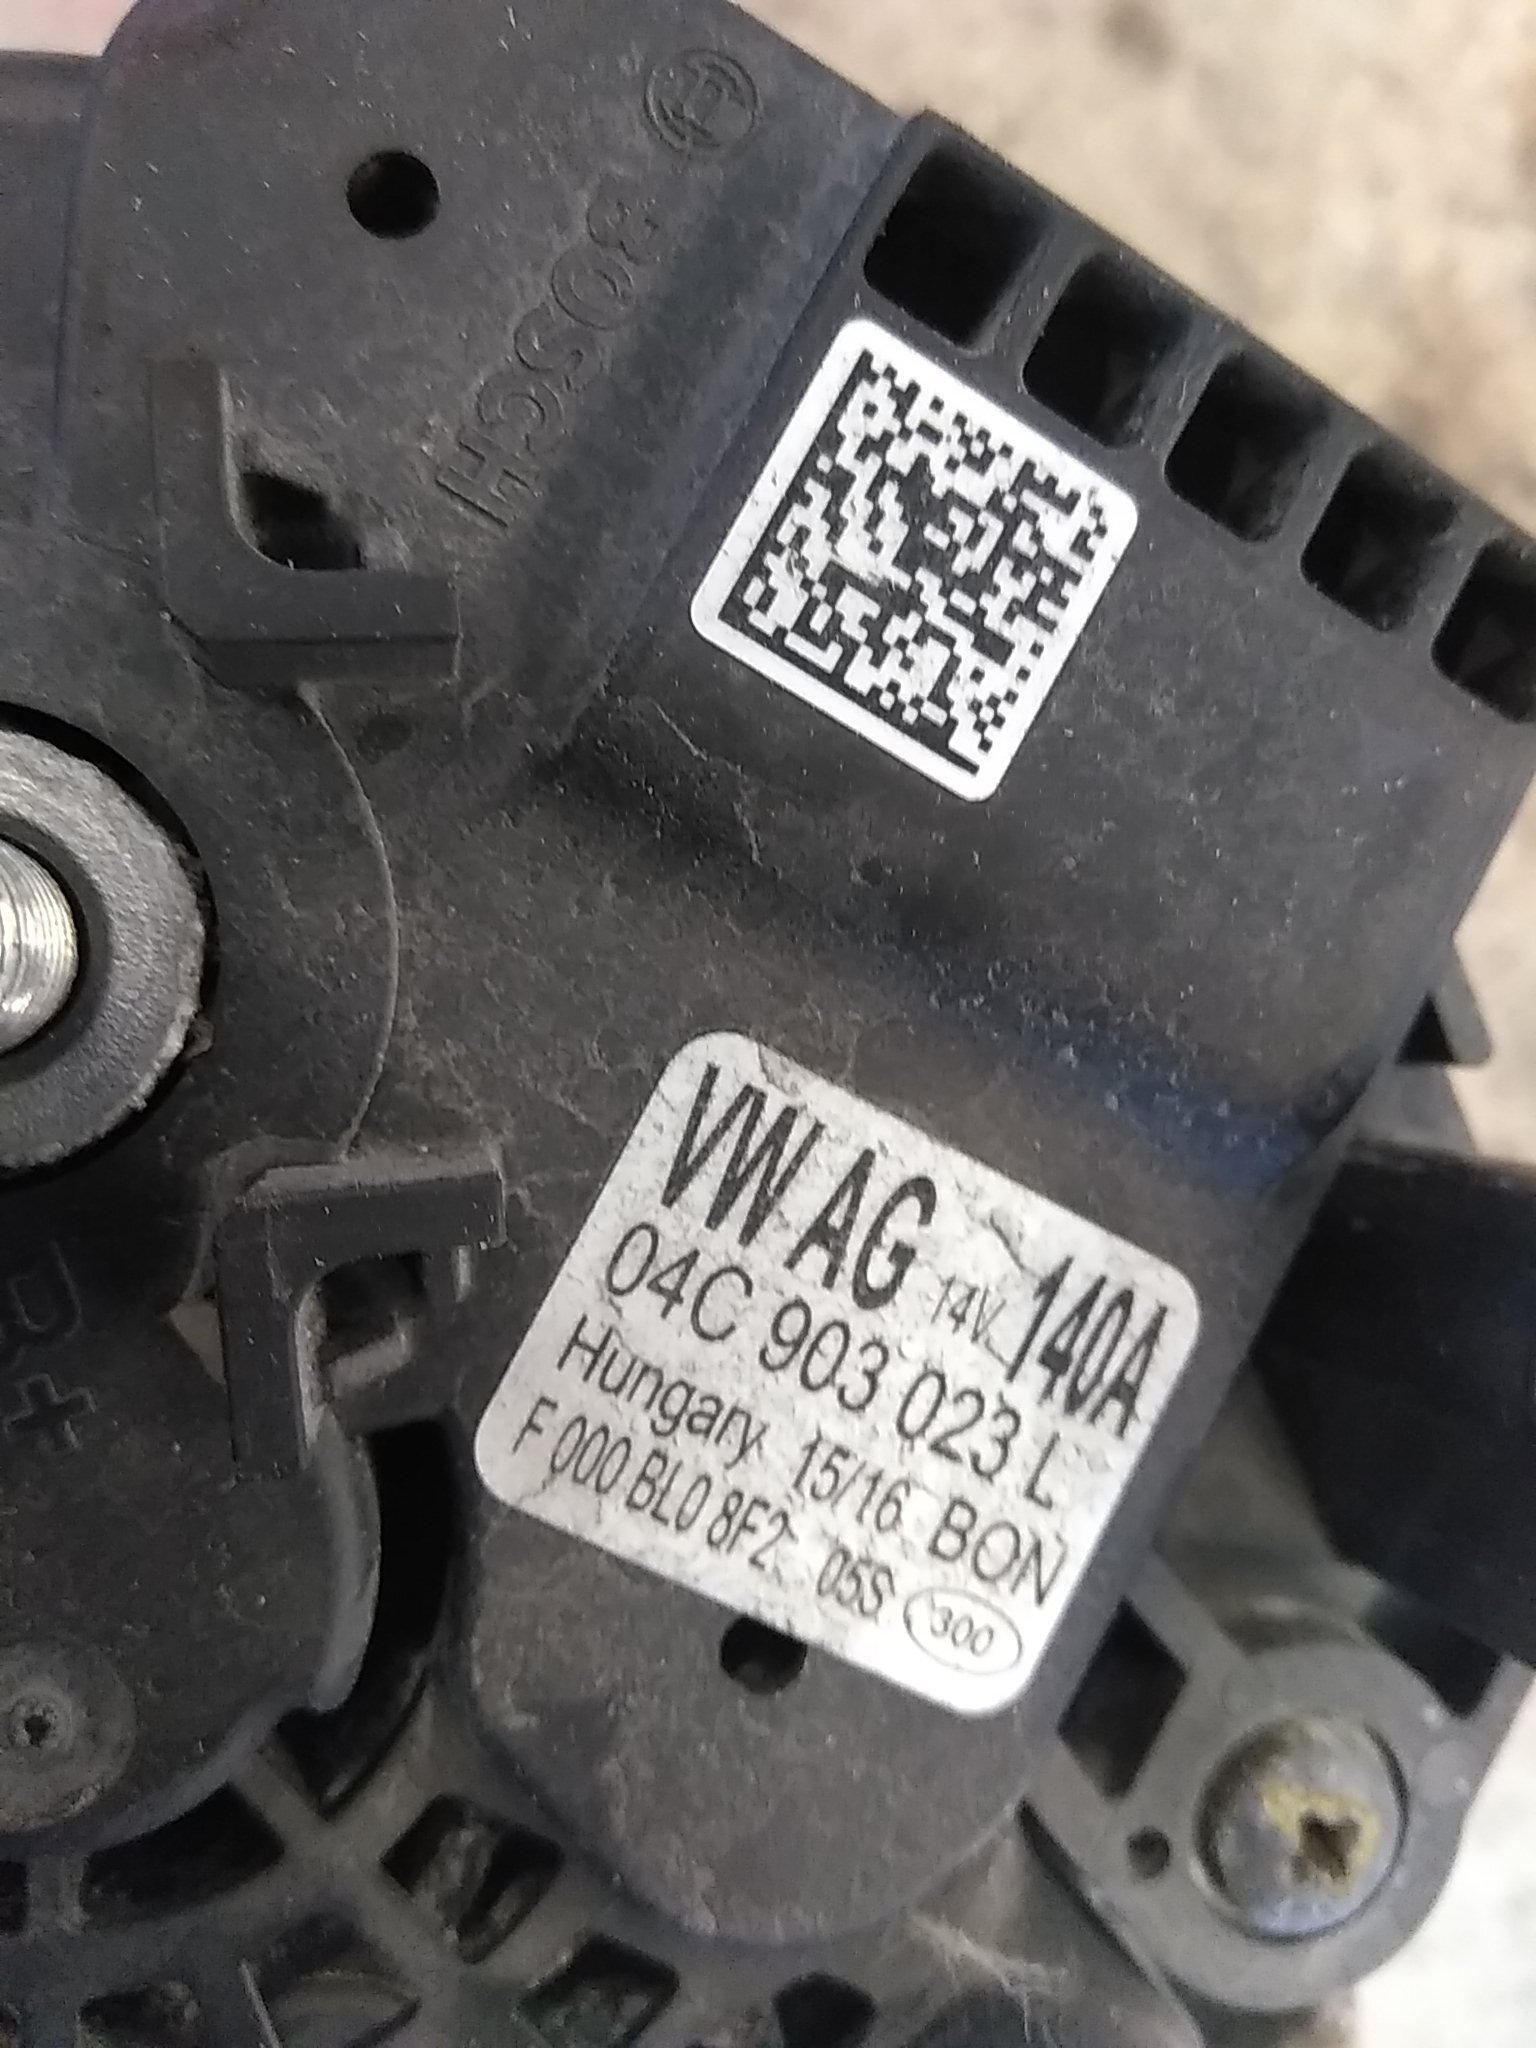 BOSCH
VW AG 14V 140A
04C 903 023 L
Hungary 15/16 BON
F 000 BL0 8F2 05S 300
B+